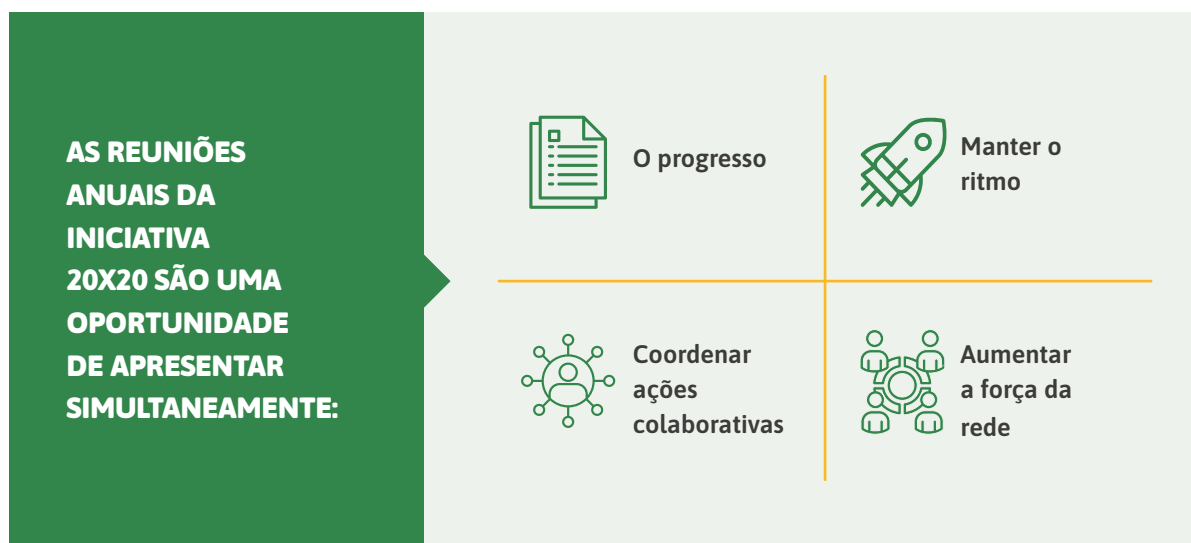 AS REUNIÕES
ANUAIS DA
INICIATIVA
20X20 SÃO UMA
OPORTUNIDADE
DE APRESENTAR
SIMULTANEAMENTE:
O progresso
Manter o
ritmo
Coordenar
ações
colaborativas
Aumentar
a força da
rede